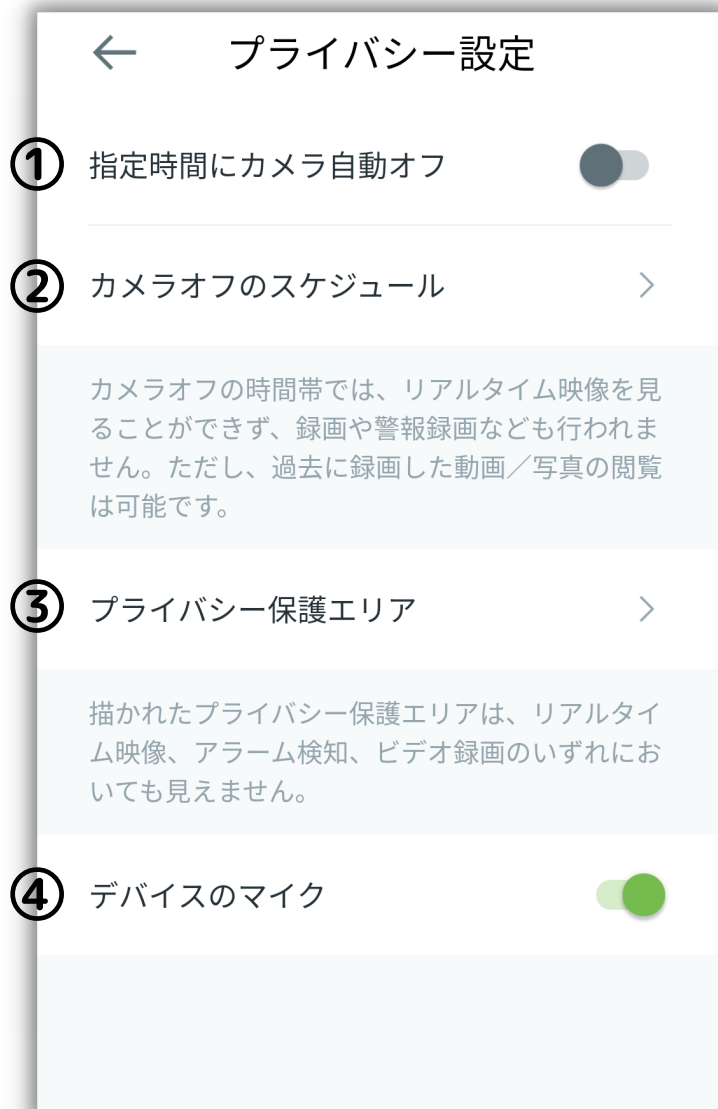 プライバシー設定
① 指定時間にカメラ自動オフ
② カメラオフのスケジュール
カメラオフの時間帯では、リアルタイム映像を見
ることができず、録画や警報録画なども行われま
せん。ただし、過去に録画した動画／写真の閲覧
は可能です。
③ プライバシー保護エリア
描かれたプライバシー保護エリアは、リアルタイ
ム映像、アラーム検知、ビデオ録画のいずれにお
いても見えません。
④ デバイスのマイク